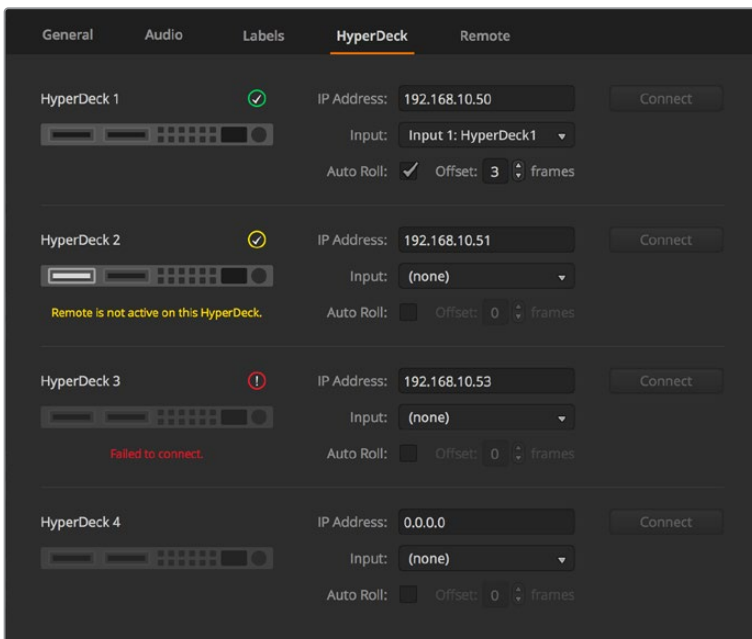 General Audio Labels HyperDeck Remote
HyperDeck 1 IP Address: 192.168.10.50 Connect
Input: Input 1: HyperDeck1
Auto Roll: Offset: 3 frames
HyperDeck 2 IP Address: 192.168.10.51 Connect
Input: (none)
Remote is not active on this HyperDeck. Auto Roll: Offset: 0 frames
HyperDeck 3 IP Address: 192.168.10.53 Connect
Input: (none)
Failed to connect. Auto Roll: Offset: 0 frames
HyperDeck 4 IP Address: 0.0.0.0 Connect
Input: (none)
Auto Roll: Offset: 0 frames